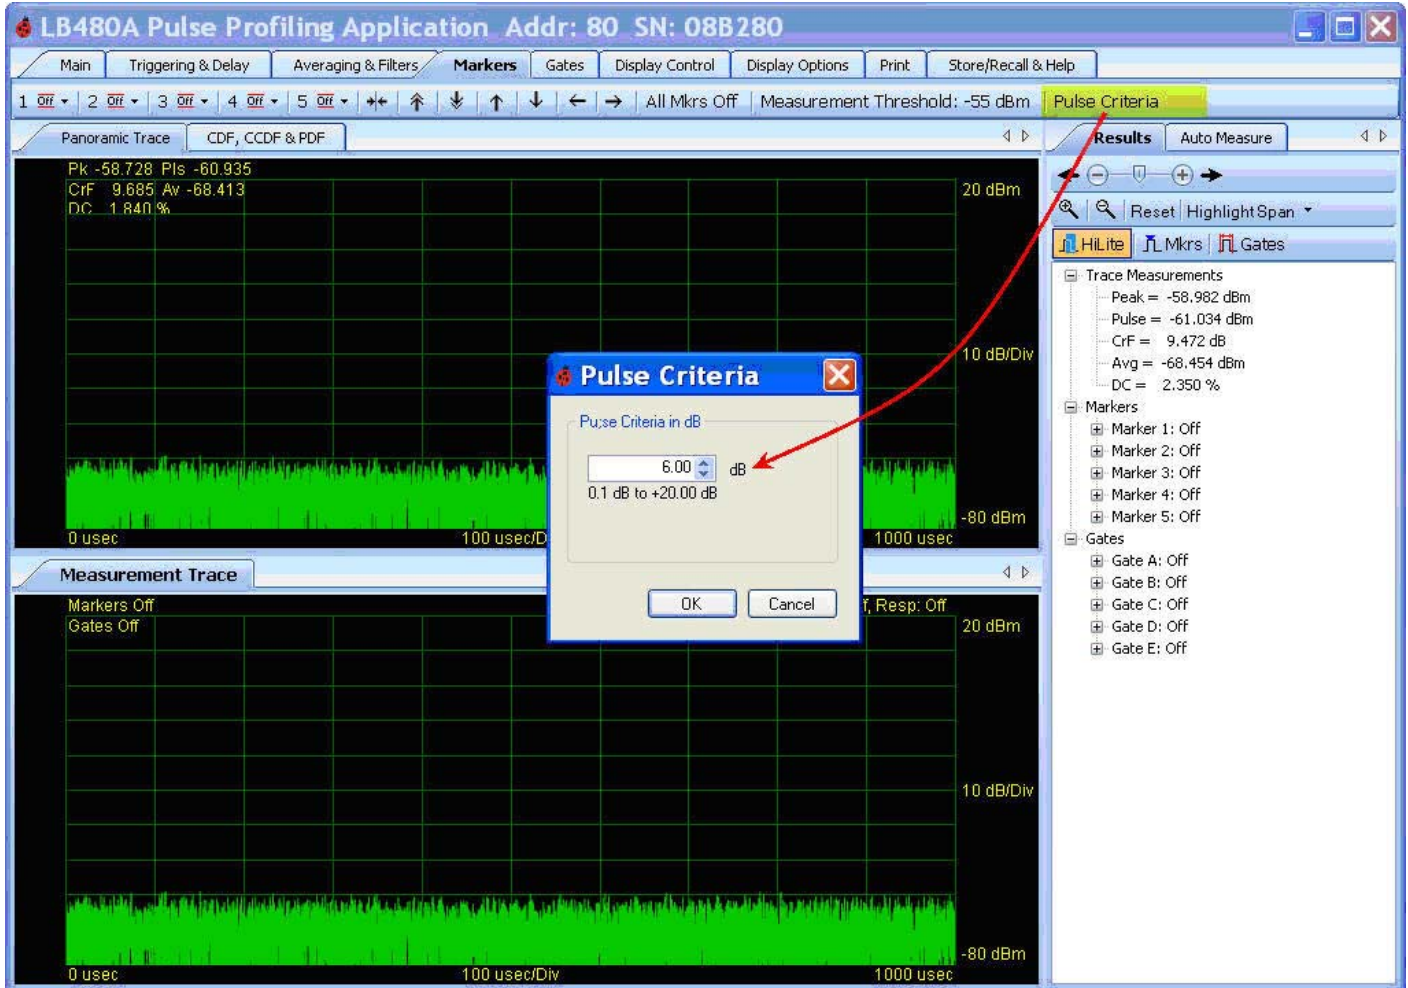 LB480A Pulse Profiling Application Addr: 80 SN: 08B280
Main Triggering & Delay Averaging & Filters Markers Gates Display Control Display Options Print Store/Recall & Help
1 Off 2 Off 3 Off 4 Off 5 Off All Mkrs Off Measurement Threshold: -55 dBm Pulse Criteria
Panoramic Trace CDF, CCDF & PDF
Pk -58.728 Pls -60.935
CrF 9.685 Av -68.413
DC 1.840 %
20 dBm
10 dB/Div
-80 dBm
0 usec 100 usec/D 1000 usec
Measurement Trace
Markers Off
Gates Off
f, Resp: Off
20 dBm
10 dB/Div
-80 dBm
0 usec 100 usec/Div 1000 usec
Pulse Criteria
Pu;se Criteria in dB
6.00 dB
0.1 dB to +20.00 dB
OK Cancel
Results Auto Measure
Reset HighlightSpan
HiLite Mkrs Gates
Trace Measurements
Peak = -58.982 dBm
Pulse = -61.034 dBm
CrF = 9.472 dB
Avg = -68.454 dBm
DC = 2.350 %
Markers
Marker 1: Off
Marker 2: Off
Marker 3: Off
Marker 4: Off
Marker 5: Off
Gates
Gate A: Off
Gate B: Off
Gate C: Off
Gate D: Off
Gate E: Off